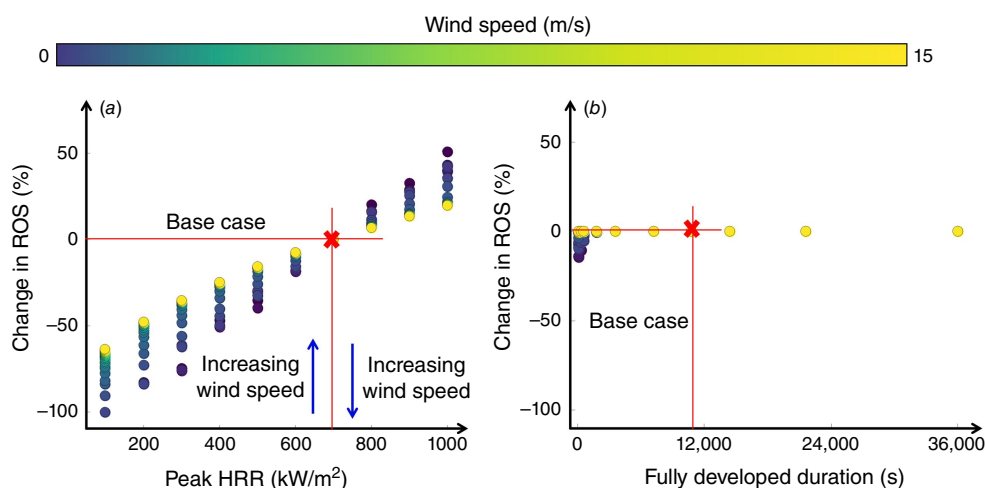 Wind speed (m/s)
0
15
(a)
Change in ROS (%)
50
0
−50
−100
Base case
Increasing
wind speed
Increasing
wind speed
200
400
600
800
1000
Peak HRR (kW/m²)
(b)
Change in ROS (%)
50
0
−50
−100
Base case
0
12,000
24,000
36,000
Fully developed duration (s)